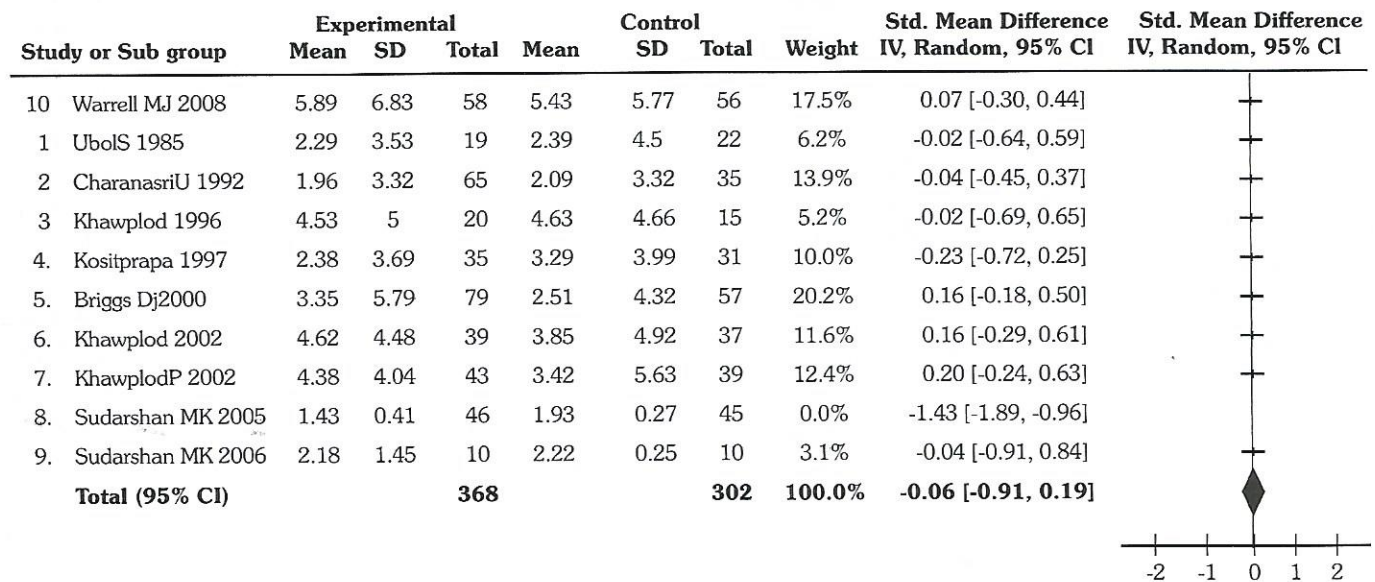 Experimental Control Std. Mean Difference Std. Mean Difference
Study or Sub group Mean SD Total Mean SD Total Weight IV, Random, 95% Cl IV, Random, 95% Cl
10 Warrell MJ 2008 5.89 6.83 58 5.43 5.77 56 17.5% 0.07 [-0.30, 0.44]
1 UbolS 1985 2.29 3.53 19 2.39 4.5 22 6.2% -0.02 [-0.64, 0.59]
2 CharanasriU 1992 1.96 3.32 65 2.09 3.32 35 13.9% -0.04 [-0.45, 0.37]
3 Khawplod 1996 4.53 5 20 4.63 4.66 15 5.2% -0.02 [-0.69, 0.65]
4. Kositprapa 1997 2.38 3.69 35 3.29 3.99 31 10.0% -0.23 [-0.72, 0.25]
5. Briggs Dj2000 3.35 5.79 79 2.51 4.32 57 20.2% 0.16 [-0.18, 0.50]
6. Khawplod 2002 4.62 4.48 39 3.85 4.92 37 11.6% 0.16 [-0.29, 0.61]
7. KhawplodP 2002 4.38 4.04 43 3.42 5.63 39 12.4% 0.20 [-0.24, 0.63]
8. Sudarshan MK 2005 1.43 0.41 46 1.93 0.27 45 0.0% -1.43 [-1.89, -0.96]
9. Sudarshan MK 2006 2.18 1.45 10 2.22 0.25 10 3.1% -0.04 [-0.91, 0.84]
Total (95% Cl) 368 302 100.0% -0.06 [-0.91, 0.19]
-2 -1 0 1 2